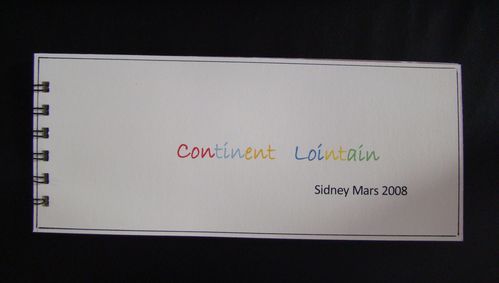 Continent Lointain
Sidney Mars 2008